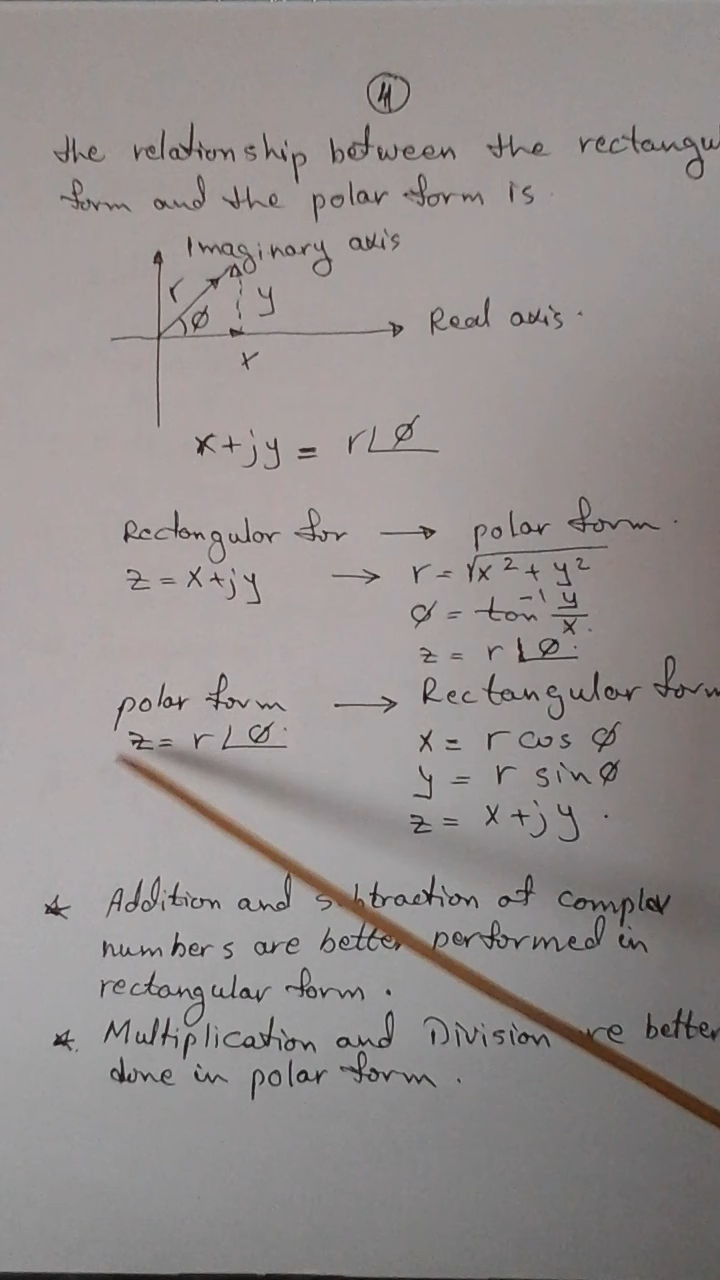 4
the relationship between the rectangu
form and the polar form is.
Imaginary axis
r
y
ø
Real axis.
x
x+jy = r∠ø
Rectangular for → polar form.
z = x+jy → r = √x²+y²
ø = tan⁻¹ y/x.
z = r∠ø.
polar form → Rectangular form
z = r∠ø. x = r cos ø
y = r sin ø
z = x+jy.
* Addition and subtraction of complex
numbers are better performed in
rectangular form.
* Multiplication and Division are better
done in polar form.